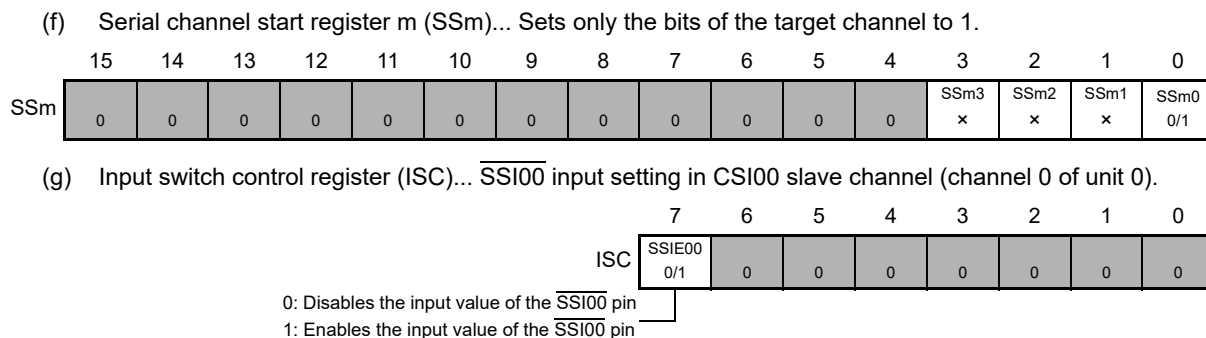 (f) Serial channel start register m (SSm)... Sets only the bits of the target channel to 1.
15 14 13 12 11 10 9 8 7 6 5 4 3 2 1 0
SSm 0 0 0 0 0 0 0 0 0 0 0 0 SSm3 × SSm2 × SSm1 × SSm0 0/1
(g) Input switch control register (ISC)... SSI00 input setting in CSI00 slave channel (channel 0 of unit 0).
7 6 5 4 3 2 1 0
ISC SSIE00 0/1 0 0 0 0 0 0 0
0: Disables the input value of the SSI00 pin
1: Enables the input value of the SSI00 pin